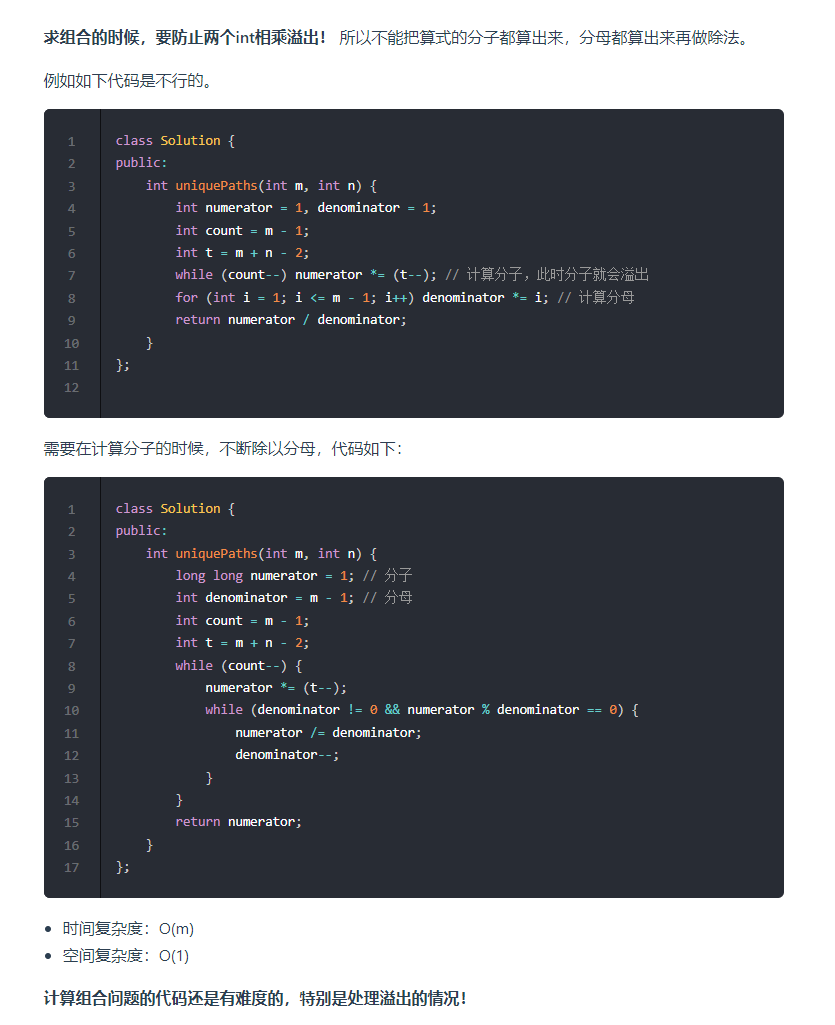 求组合的时候，要防止两个int相乘溢出！ 所以不能把算式的分子都算出来，分母都算出来再做除法。
例如如下代码是不行的。
1 class Solution {
2 public:
3     int uniquePaths(int m, int n) {
4         int numerator = 1, denominator = 1;
5         int count = m - 1;
6         int t = m + n - 2;
7         while (count--) numerator *= (t--); // 计算分子，此时分子就会溢出
8         for (int i = 1; i <= m - 1; i++) denominator *= i; // 计算分母
9         return numerator / denominator;
10     }
11 };
12
需要在计算分子的时候，不断除以分母，代码如下：
1 class Solution {
2 public:
3     int uniquePaths(int m, int n) {
4         long long numerator = 1; // 分子
5         int denominator = m - 1; // 分母
6         int count = m - 1;
7         int t = m + n - 2;
8         while (count--) {
9             numerator *= (t--);
10             while (denominator != 0 && numerator % denominator == 0) {
11                 numerator /= denominator;
12                 denominator--;
13             }
14         }
15         return numerator;
16     }
17 };
• 时间复杂度：O(m)
• 空间复杂度：O(1)
计算组合问题的代码还是有难度的，特别是处理溢出的情况！